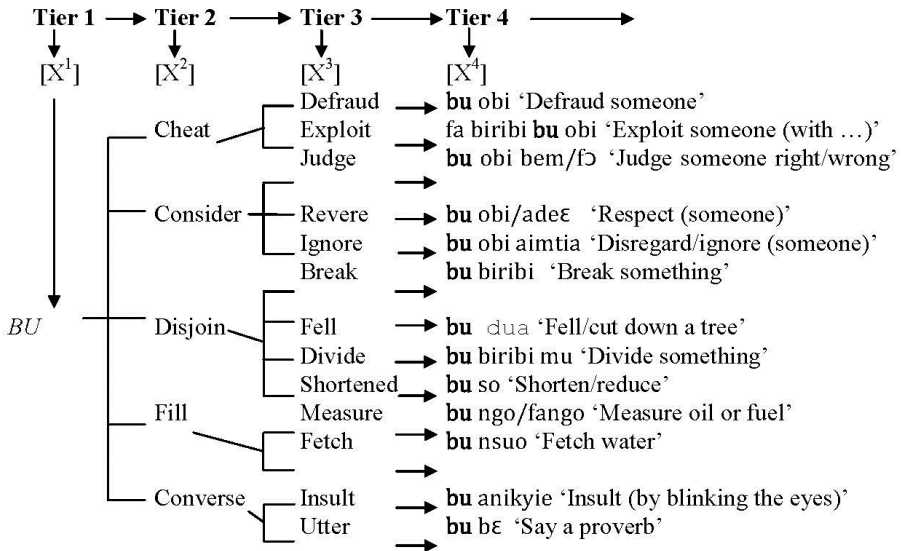 Tier 1 Tier 2 Tier 3 Tier 4
[X¹] [X²] [X³] [X⁴]
Defraud bu obi ‘Defraud someone’
Cheat Exploit fa biribi bu obi ‘Exploit someone (with …)’
Judge bu obi bem/fɔ ‘Judge someone right/wrong’
Consider Revere bu obi/adeɛ ‘Respect (someone)’
Ignore bu obi aimtia ‘Disregard/ignore (someone)’
Break bu biribi ‘Break something’
BU Disjoin Fell bu dua ‘Fell/cut down a tree’
Divide bu biribi mu ‘Divide something’
Shortened bu so ‘Shorten/reduce’
Fill Measure bu ngo/fango ‘Measure oil or fuel’
Fetch bu nsuo ‘Fetch water’
Converse Insult bu anikyie ‘Insult (by blinking the eyes)’
Utter bu bɛ ‘Say a proverb’